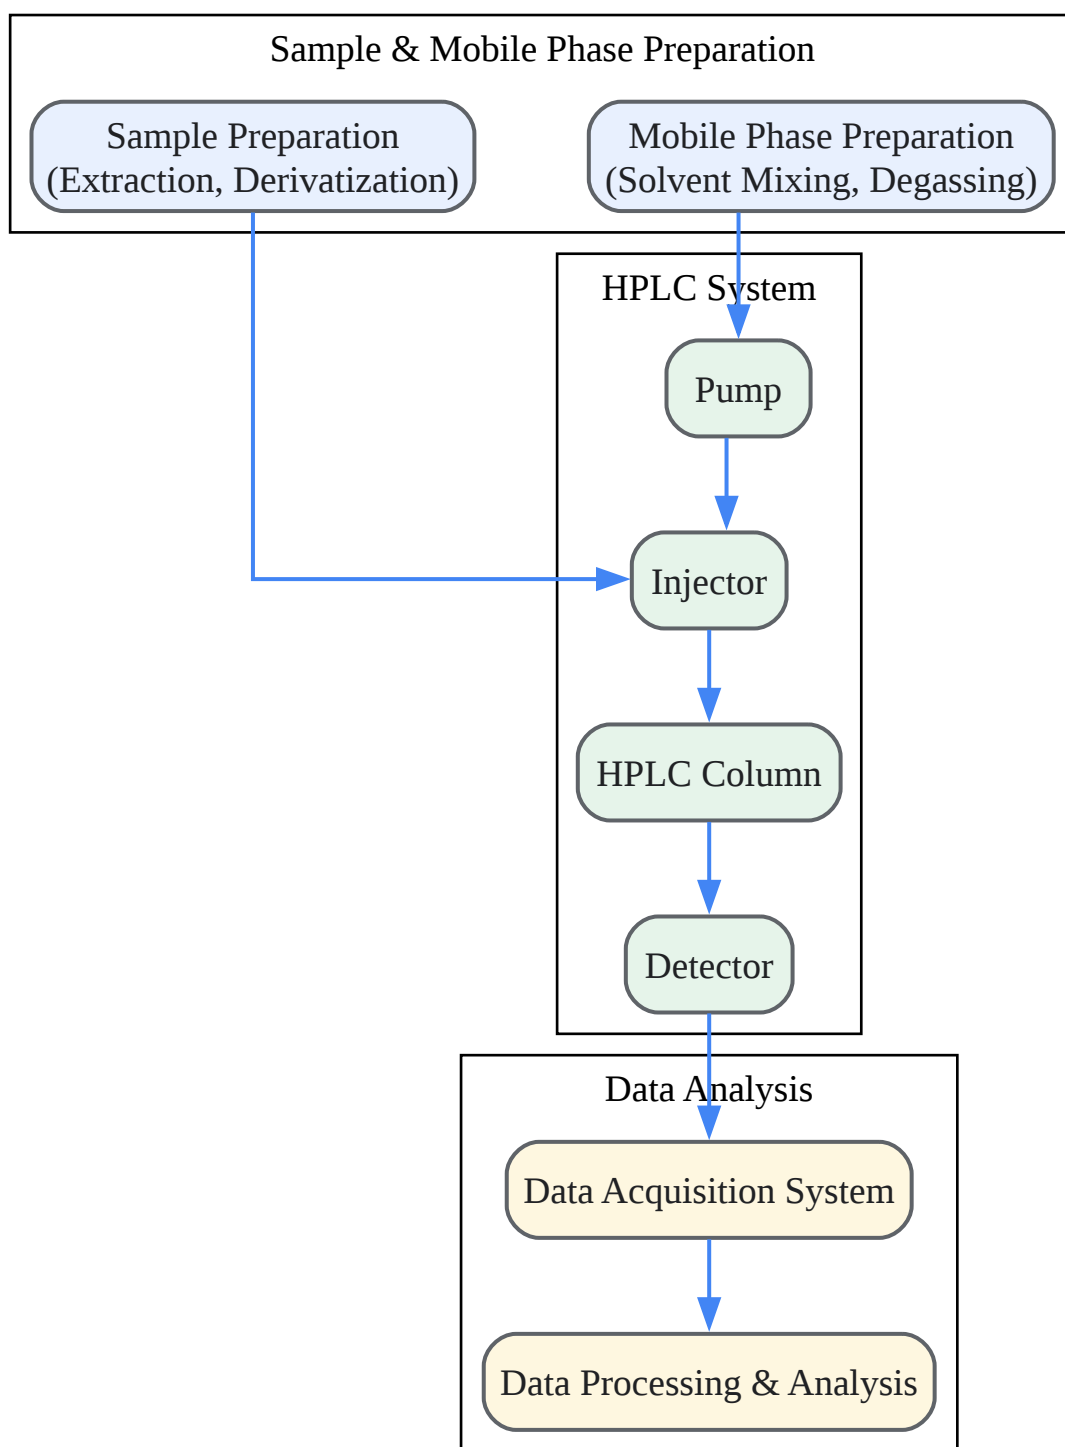 Sample & Mobile Phase Preparation
Sample Preparation
(Extraction, Derivatization)
Mobile Phase Preparation
(Solvent Mixing, Degassing)
HPLC System
Pump
Injector
HPLC Column
Detector
Data Analysis
Data Acquisition System
Data Processing & Analysis